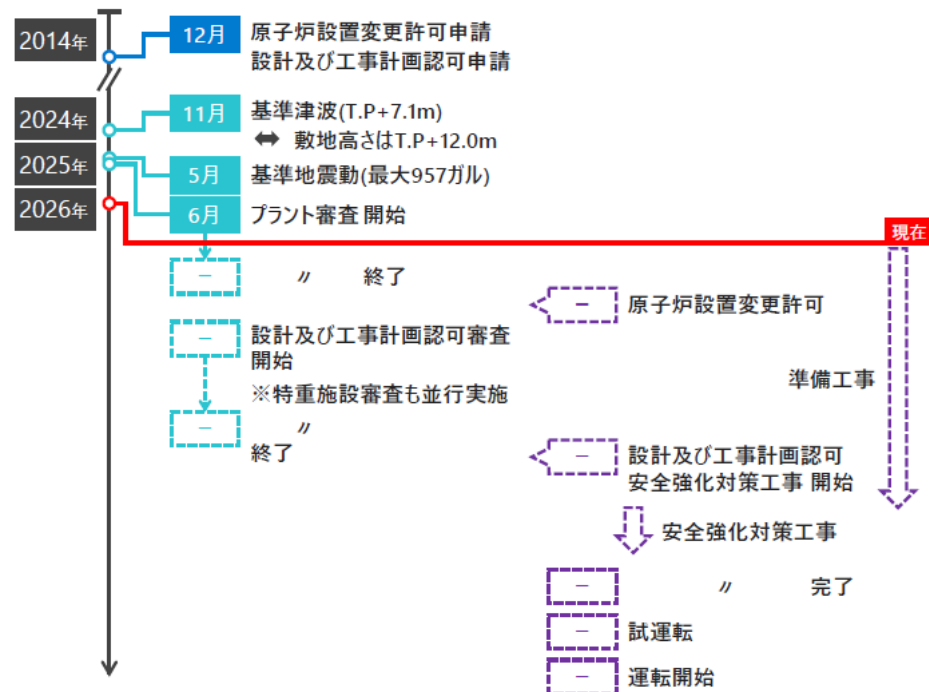 2014年
12月
原子炉設置変更許可申請
設計及び工事計画認可申請
2024年
11月
基準津波(T.P+7.1m)
⇔ 敷地高さはT.P+12.0m
2025年
5月
基準地震動(最大957ガル)
2026年
6月
プラント審査 開始
現在
－
〃 終了
－
原子炉設置変更許可
－
設計及び工事計画認可審査
開始
※特重施設審査も並行実施
準備工事
－
〃
終了
－
設計及び工事計画認可
安全強化対策工事 開始
安全強化対策工事
－
〃 完了
－
試運転
－
運転開始